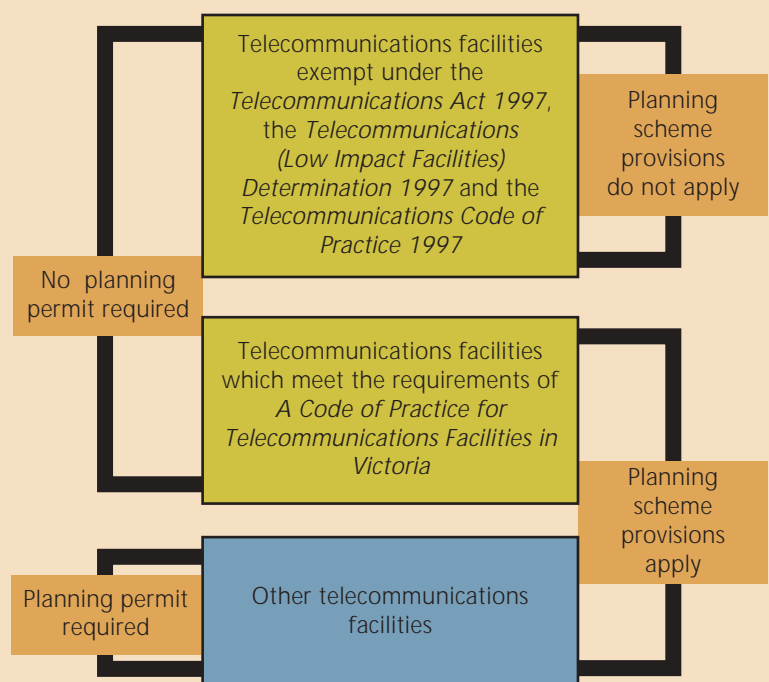 Telecommunications facilities
exempt under the
Telecommunications Act 1997,
the Telecommunications
(Low Impact Facilities)
Determination 1997 and the
Telecommunications Code of
Practice 1997
Planning
scheme
provisions
do not apply
No planning
permit required
Telecommunications facilities
which meet the requirements of
A Code of Practice for
Telecommunications Facilities in
Victoria
Planning
scheme
provisions
apply
Planning permit
required
Other telecommunications
facilities